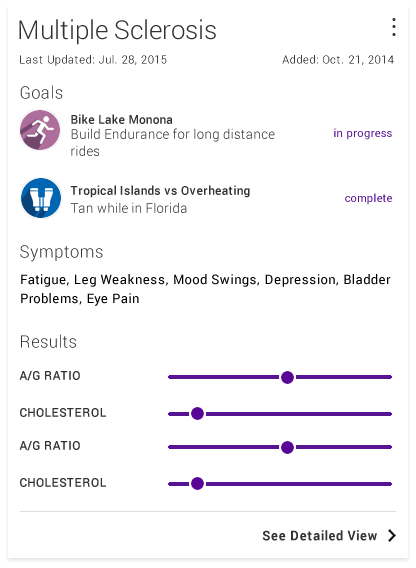 Multiple Sclerosis
Last Updated: Jul. 28, 2015
Added: Oct. 21, 2014
Goals
Bike Lake Monona
Build Endurance for long distance
rides
in progress
Tropical Islands vs Overheating
Tan while in Florida
complete
Symptoms
Fatigue, Leg Weakness, Mood Swings, Depression, Bladder
Problems, Eye Pain
Results
A/G RATIO
CHOLESTEROL
A/G RATIO
CHOLESTEROL
See Detailed View